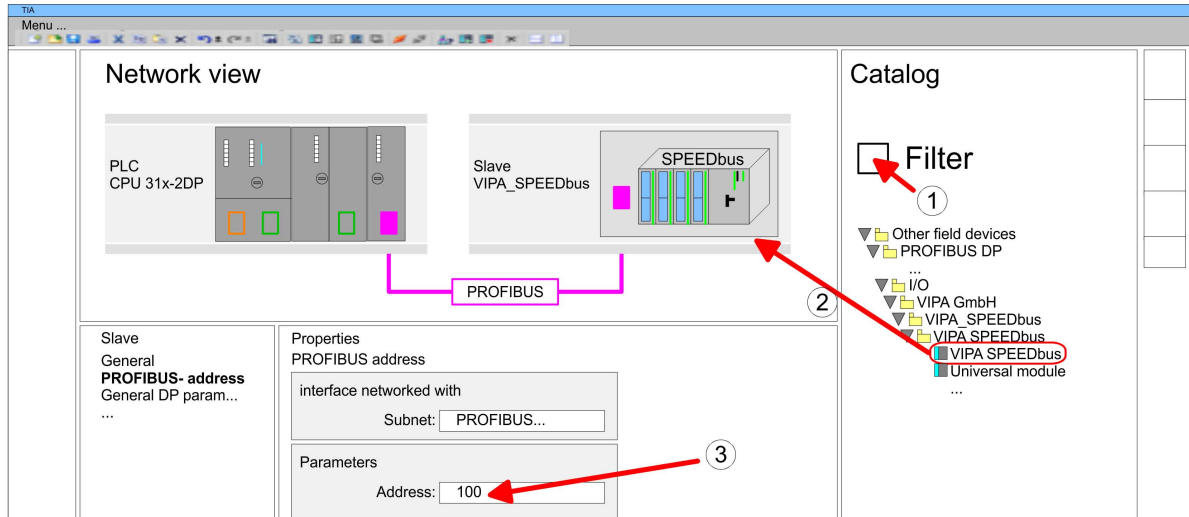 TIA
Menu ...
Network view
PLC
CPU 31x-2DP
Slave
VIPA_SPEEDbus
SPEEDbus
PROFIBUS
2
Catalog
Filter
1
Other field devices
PROFIBUS DP
...
I/O
VIPA GmbH
VIPA_SPEEDbus
VIPA SPEEDbus
VIPA SPEEDbus
Universal module
...
Slave
General
PROFIBUS- address
General DP param...
...
Properties
PROFIBUS address
interface networked with
Subnet: PROFIBUS...
Parameters
Address: 100
3